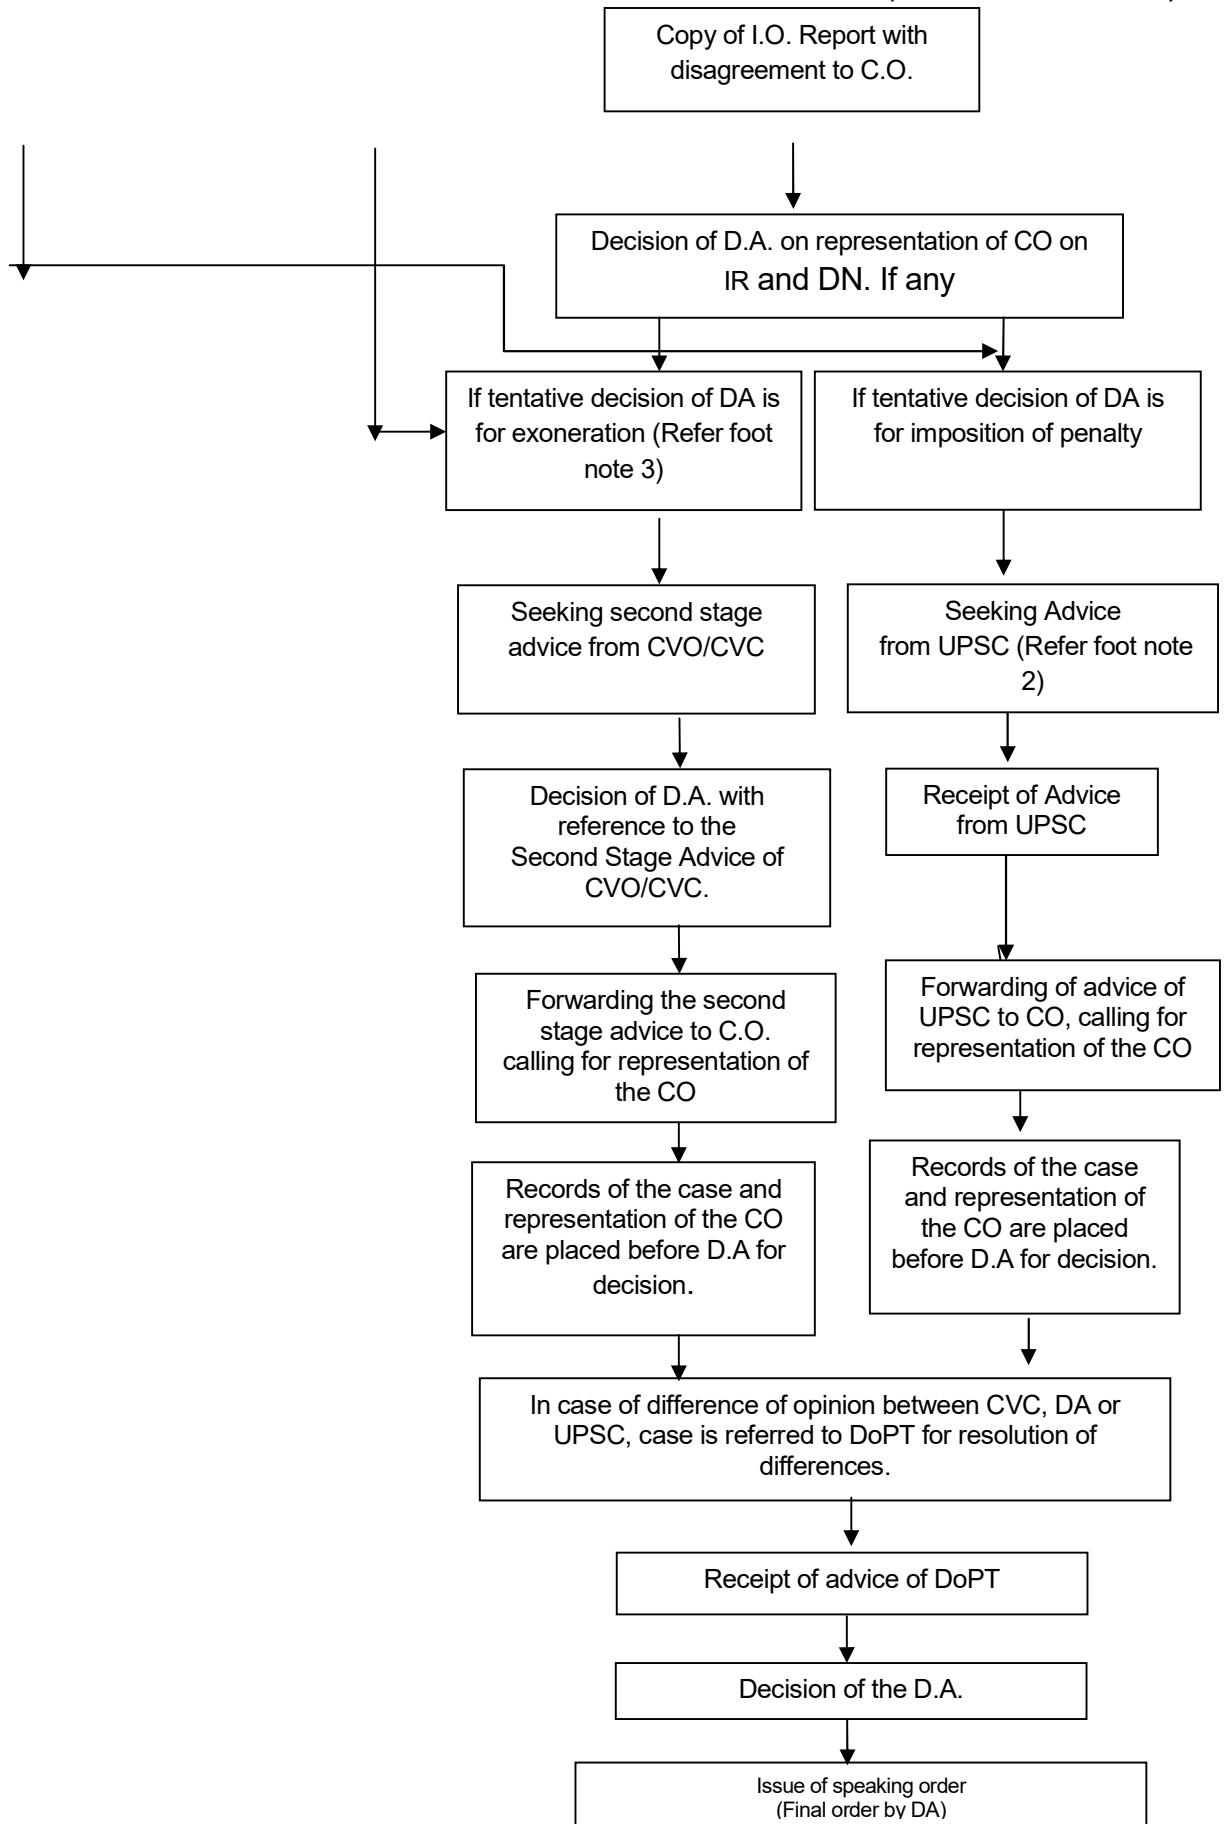 Copy of I.O. Report with
disagreement to C.O.
Decision of D.A. on representation of CO on
IR and DN. If any
If tentative decision of DA is
for exoneration (Refer foot
note 3)
If tentative decision of DA is
for imposition of penalty
Seeking second stage
advice from CVO/CVC
Seeking Advice
from UPSC (Refer foot note
2)
Decision of D.A. with
reference to the
Second Stage Advice of
CVO/CVC.
Receipt of Advice
from UPSC
Forwarding the second
stage advice to C.O.
calling for representation of
the CO
Forwarding of advice of
UPSC to CO, calling for
representation of the CO
Records of the case and
representation of the CO
are placed before D.A for
decision.
Records of the case
and representation of
the CO are placed
before D.A for decision.
In case of difference of opinion between CVC, DA or
UPSC, case is referred to DoPT for resolution of
differences.
Receipt of advice of DoPT
Decision of the D.A.
Issue of speaking order
(Final order by DA)